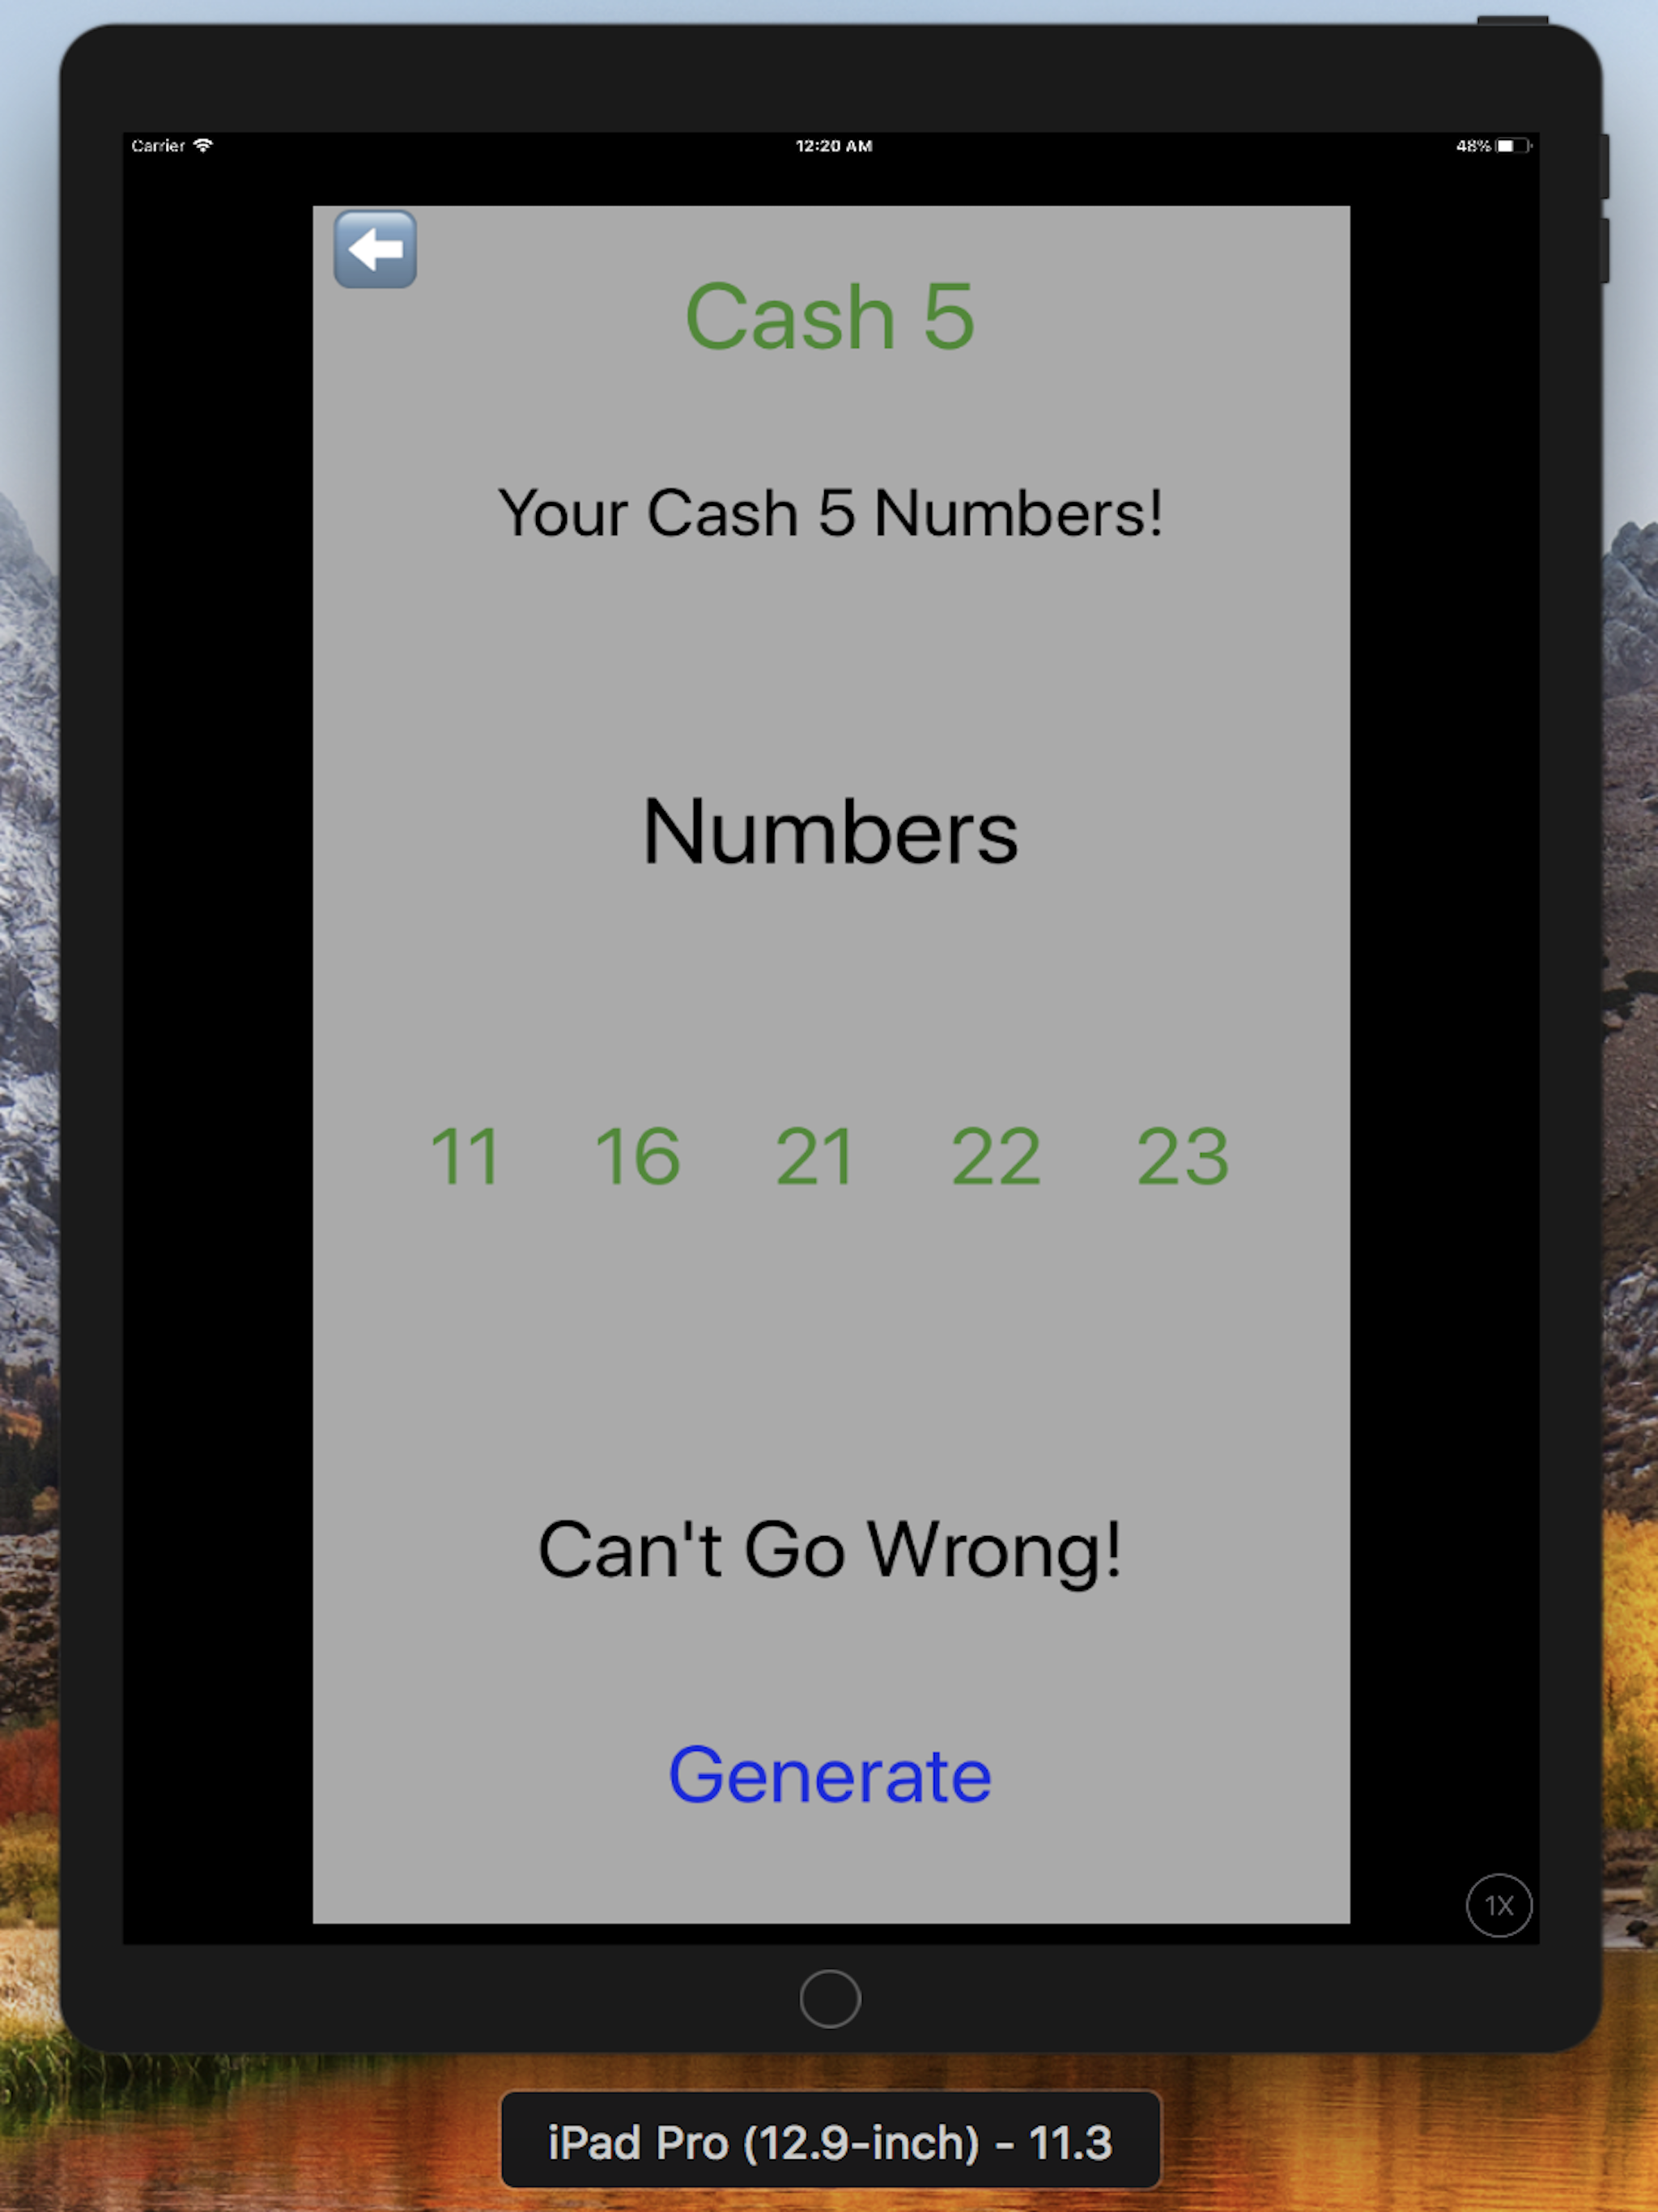 Carrier 12:20 AM 48%
Cash 5
Your Cash 5 Numbers!
Numbers
11 16 21 22 23
Can't Go Wrong!
Generate
1X
iPad Pro (12.9-inch) - 11.3